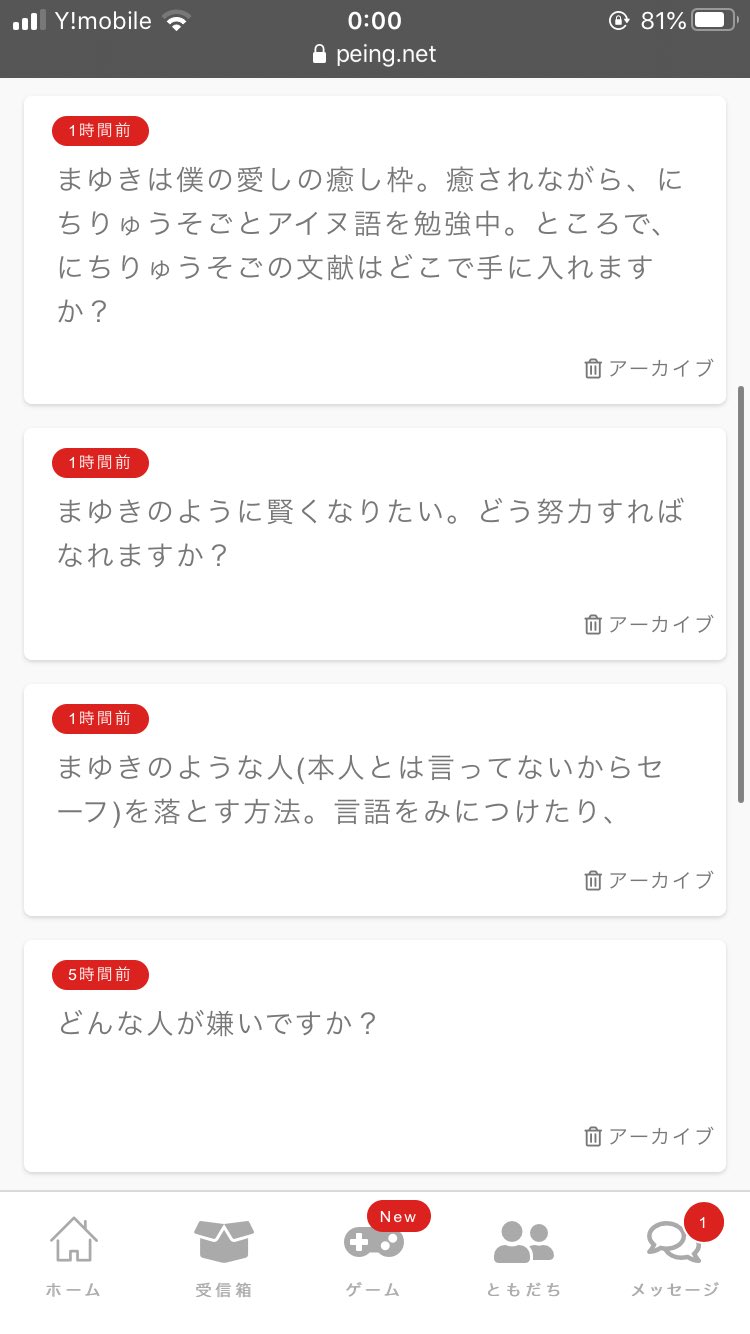 Y!mobile 0:00 81%
peing.net
1時間前
まゆきは僕の愛しの癒し枠。癒されながら、に
ちりゅうそごとアイヌ語を勉強中。ところで、
にちりゅうそごの文献はどこで手に入れます
か？
アーカイブ
1時間前
まゆきのように賢くなりたい。どう努力すれば
なれますか？
アーカイブ
1時間前
まゆきのような人(本人とは言ってないからセ
ーフ)を落とす方法。言語をみにつけたり、
アーカイブ
5時間前
どんな人が嫌いですか？
アーカイブ
New
1
ホーム 受信箱 ゲーム ともだち メッセージ